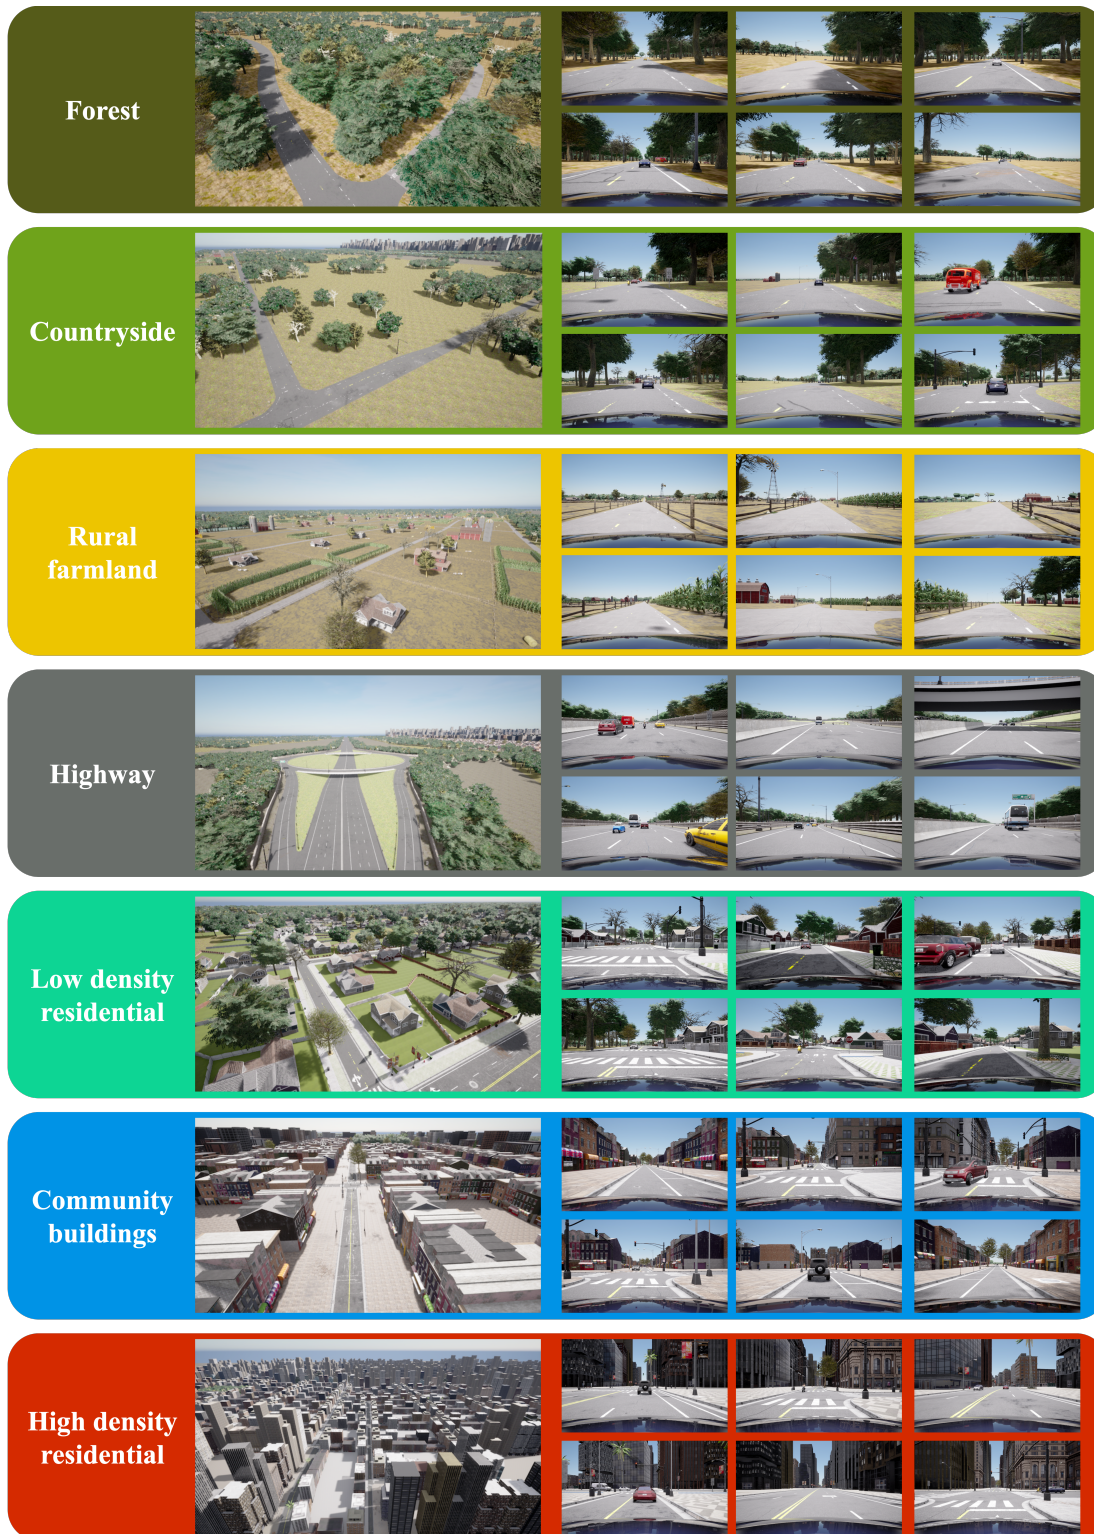 Forest
Countryside
Rural
farmland
Highway
Low density
residential
Community
buildings
High density
residential